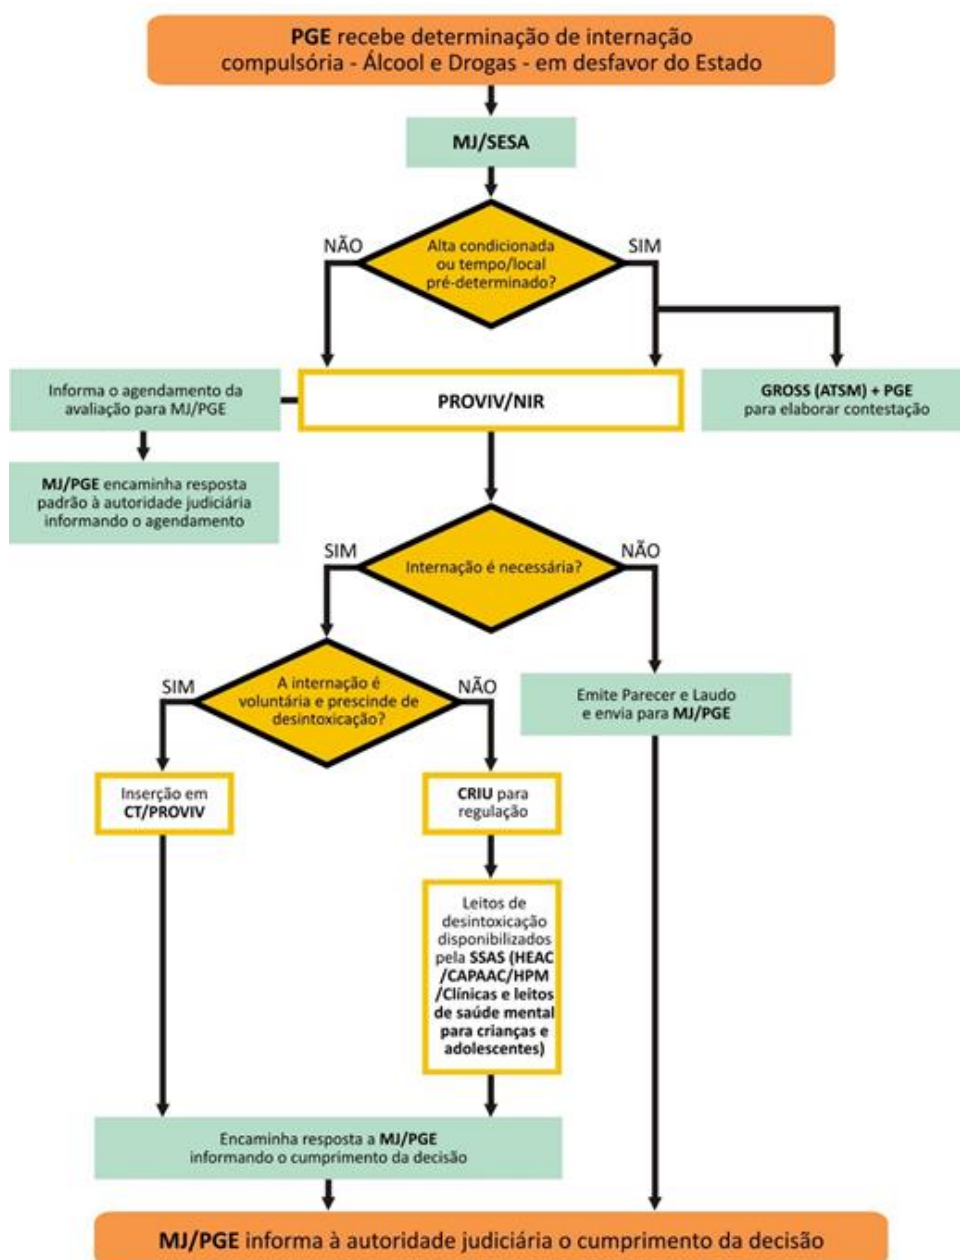 PGE recebe determinação de internação
compulsória - Álcool e Drogas - em desfavor do Estado
MJ/SESA
NÃO
Alta condicionada
ou tempo/local
pré-determinado?
SIM
Informa o agendamento da
avaliação para MJ/PGE
PROVIV/NIR
GROSS (ATSM) + PGE
para elaborar contestação
MJ/PGE encaminha resposta
padrão à autoridade judiciária
informando o agendamento
SIM
Internação é necessária?
NÃO
SIM
A internação é
voluntária e prescinde de
desintoxicação?
NÃO
Emite Parecer e Laudo
e envia para MJ/PGE
Inserção em
CT/PROVIV
CRIU para
regulação
Leitos de
desintoxicação
disponibilizados
pela SSAS (HEAC
/CAPAAC/HPM
/Clínicas e leitos
de saúde mental
para crianças e
adolescentes)
Encaminha resposta a MJ/PGE
informando o cumprimento da decisão
MJ/PGE informa à autoridade judiciária o cumprimento da decisão